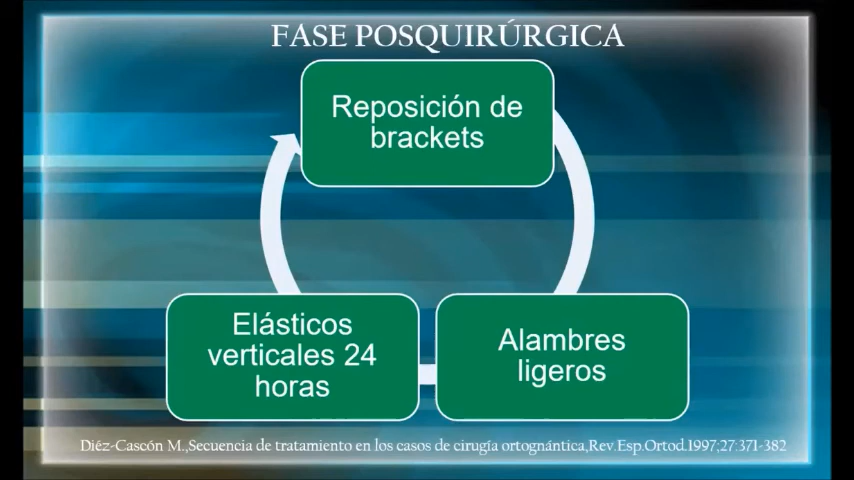 FASE POSQUIRÚRGICA
Reposición de
brackets
Elásticos
verticales 24
horas
Alambres
ligeros
Diéz-Cascón M.,Secuencia de tratamiento en los casos de cirugía ortognántica,Rev.Esp.Ortod.1997;27:371-382